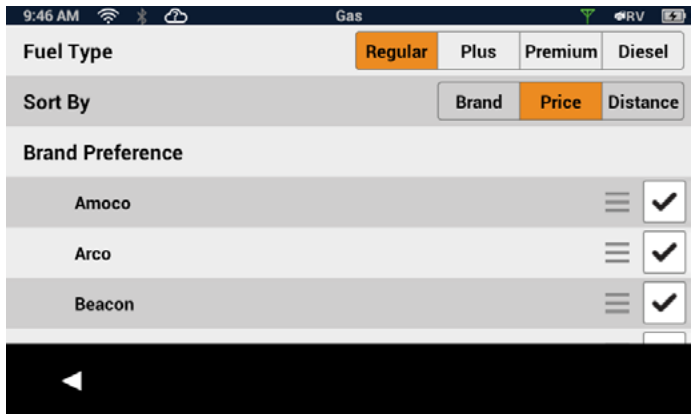 9:46 AM Gas RV
Fuel Type Regular Plus Premium Diesel
Sort By Brand Price Distance
Brand Preference
Amoco
Arco
Beacon